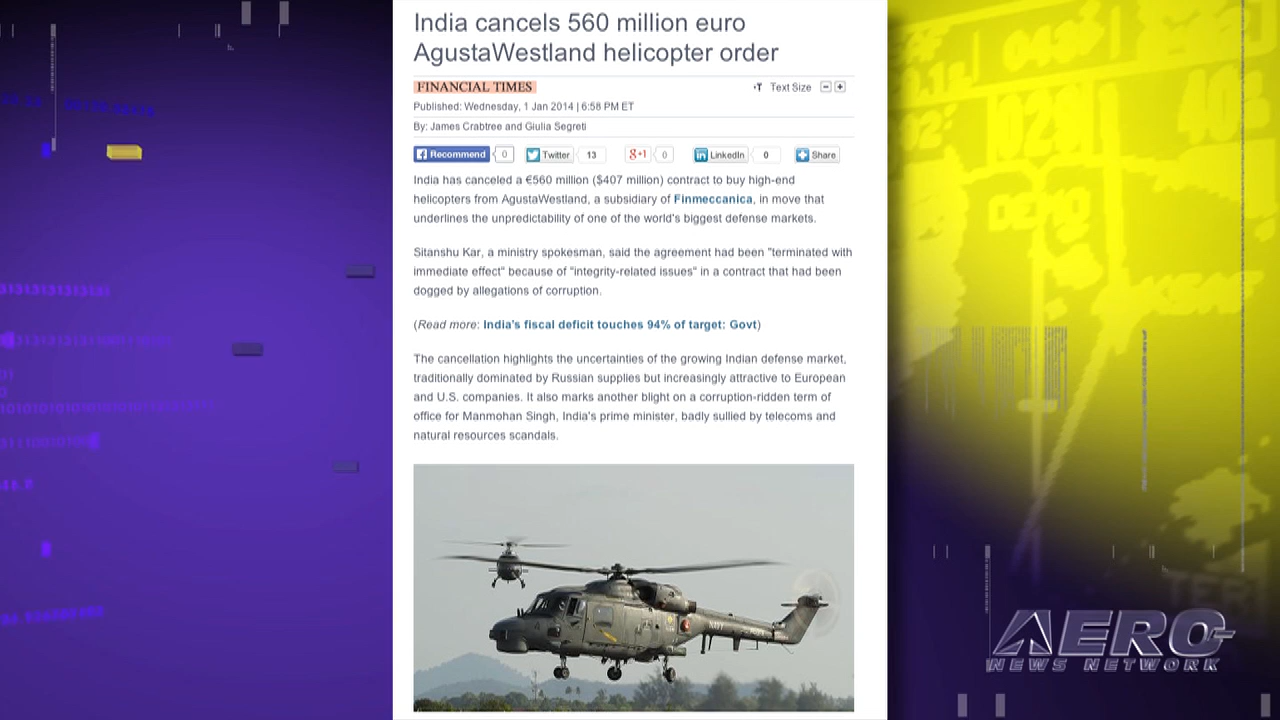 India cancels 560 million euro
AgustaWestland helicopter order
FINANCIAL TIMES
Text Size
Published: Wednesday, 1 Jan 2014 | 6:58 PM ET
By: James Crabtree and Giulia Segreti
Recommend 0 Twitter 13 g+1 0 LinkedIn 0 Share
India has canceled a €560 million ($407 million) contract to buy high-end
helicopters from AgustaWestland, a subsidiary of Finmeccanica, in move that
underlines the unpredictability of one of the world's biggest defense markets.
Sitanshu Kar, a ministry spokesman, said the agreement had been "terminated with
immediate effect" because of "integrity-related issues" in a contract that had been
dogged by allegations of corruption.
(Read more: India's fiscal deficit touches 94% of target: Govt)
The cancellation highlights the uncertainties of the growing Indian defense market,
traditionally dominated by Russian supplies but increasingly attractive to European
and U.S. companies. It also marks another blight on a corruption-ridden term of
office for Manmohan Singh, India's prime minister, badly sullied by telecoms and
natural resources scandals.
NAVY
AERO
NEWS NETWORK
DEMO